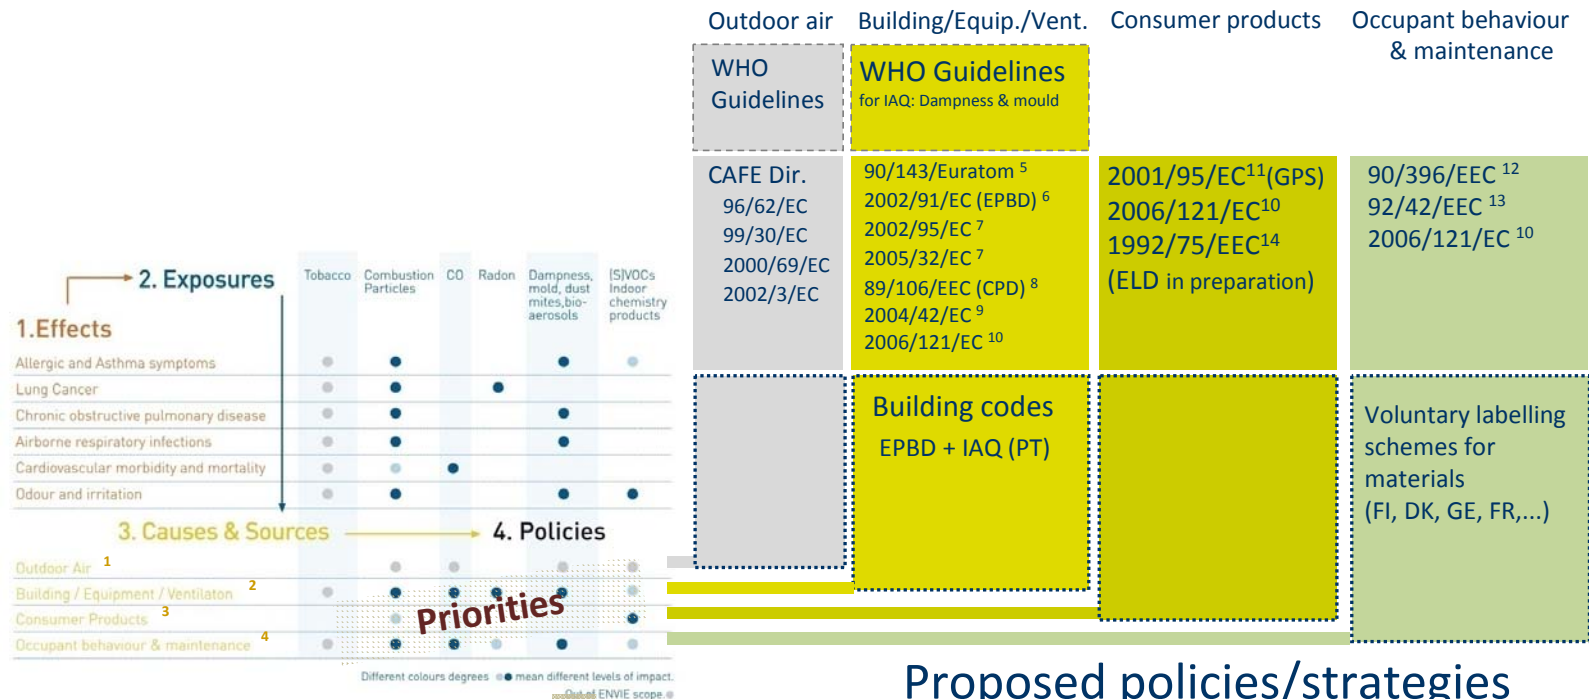 Outdoor air
Building/Equip./Vent.
Consumer products
Occupant behaviour
& maintenance
WHO
Guidelines
WHO Guidelines
for IAQ: Dampness & mould
CAFE Dir.
96/62/EC
99/30/EC
2000/69/EC
2002/3/EC
90/143/Euratom 5
2002/91/EC (EPBD) 6
2002/95/EC 7
2005/32/EC 7
89/106/EEC (CPD) 8
2004/42/EC 9
2006/121/EC 10
2001/95/EC11(GPS)
2006/121/EC10
1992/75/EEC14
(ELD in preparation)
90/396/EEC 12
92/42/EEC 13
2006/121/EC 10
Building codes
EPBD + IAQ (PT)
Voluntary labelling
schemes for
materials
(FI, DK, GE, FR,...)
2. Exposures
Tobacco
Combustion
Particles
CO
Radon
Dampness,
mold, dust
mites,bio-
aerosols
(S)VOCs
Indoor
chemistry
products
1.Effects
Allergic and Asthma symptoms
Lung Cancer
Chronic obstructive pulmonary disease
Airborne respiratory infections
Cardiovascular morbidity and mortality
Odour and irritation
3. Causes & Sources
4. Policies
Outdoor Air 1
Building / Equipment / Ventilaton 2
Consumer Products 3
Occupant behaviour & maintenance 4
Priorities
Different colours degrees mean different levels of impact.
Out of ENVIE scope.
Proposed policies/strategies